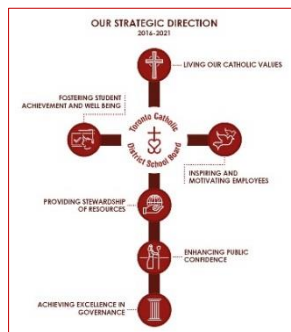 OUR STRATEGIC DIRECTION
2016-2021
LIVING OUR CATHOLIC VALUES
FOSTERING STUDENT
ACHIEVEMENT AND WELL BEING
Toronto Catholic
District School Board
INSPIRING AND
MOTIVATING EMPLOYEES
PROVIDING STEWARDSHIP
OF RESOURCES
ENHANCING PUBLIC
CONFIDENCE
ACHIEVING EXCELLENCE IN
GOVERNANCE